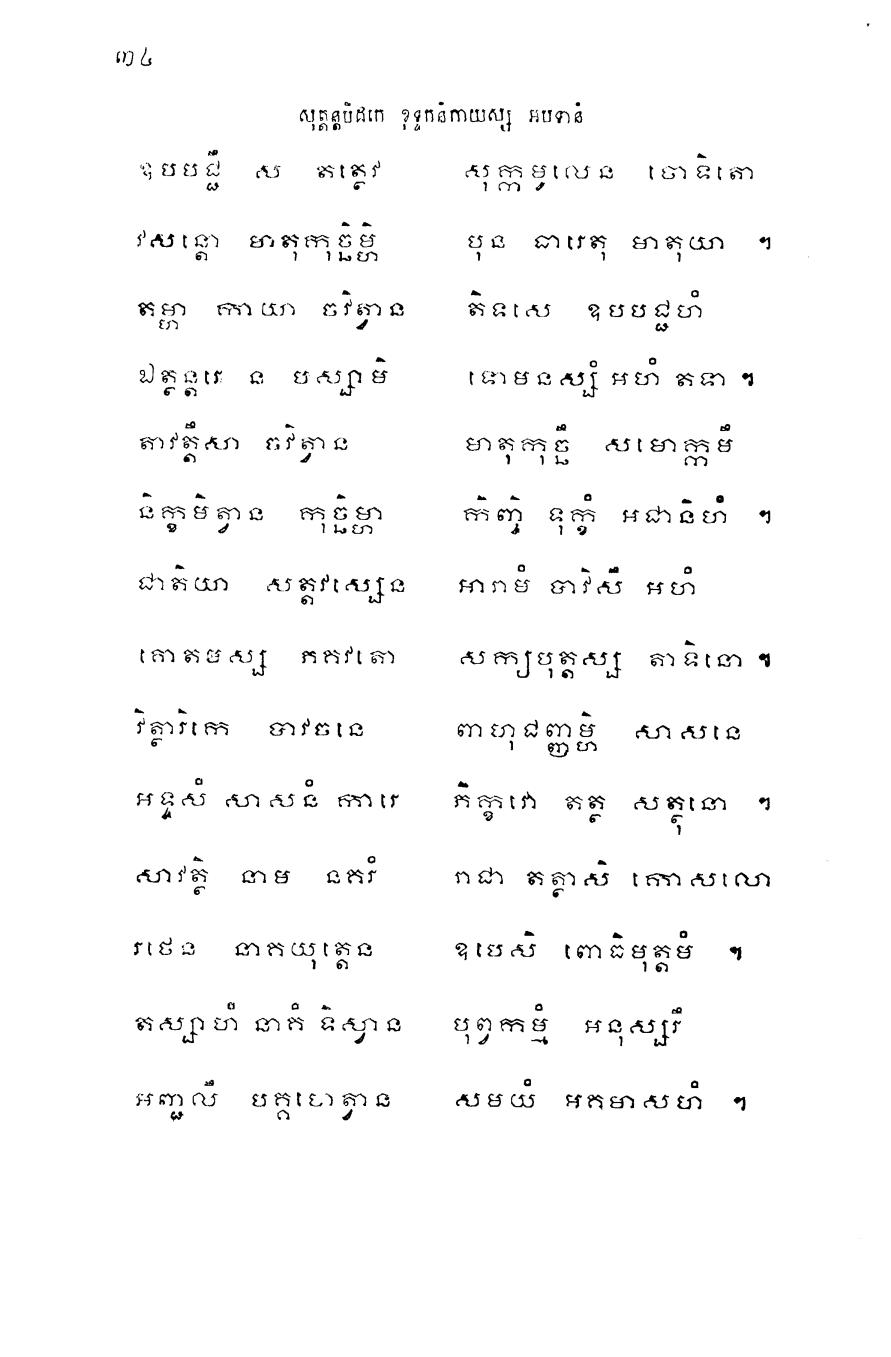 ៣៤
សុត្តន្តបិដកេ ខុទ្ទកនិកាយស្ស អបទានំ
ឧបបជ្ជឹ ស តត្ថេវ សុក្កមូលេន ចោទិតោ
វសន្តោ មាតុកុច្ឆិម្ហិ បុន ធារេតុ មាតុយា ។
តម្ហា កាយា ចវិត្វាន តិទសេ ឧបបជ្ជហំ
ឯត្ថន្តរេ ន បស្សាមិ ទោមនស្សំ អហំ តទា ។
តាវត្តឹសា ចវិត្វាន មាតុកុច្ឆឹ សមោក្កមឹ
និក្ខមិត្វាន កុច្ឆិម្ហា កិញ្ចិ ទុក្ខំ អជានិហំ ។
ជាតិយា សត្តវស្សេន អារាមំ បាវិសឹ អហំ
គោតមស្ស ភគវតោ សក្យបុត្តស្ស តាទិនោ ។
វិត្ថារិកេ បាវចនេ ពាហុជញ្ញម្ហិ សាសនេ
អទ្ទសំ សាសនំ ការេ ភិក្ខវោ តត្ថ សត្ថុនោ ។
សាវត្ថិ នាម នគរំ រាជា តត្ថាសិ កោសលោ
រថេន នាគយុត្តេន ឧបេសិ ពោធិមុត្តមំ ។
តស្សាហំ នាគំ ទិស្វាន បុព្វកម្មំ អនុស្សរឹ
អញ្ជលឹ បគ្គហេត្វាន សមយំ អគមាសហំ ។